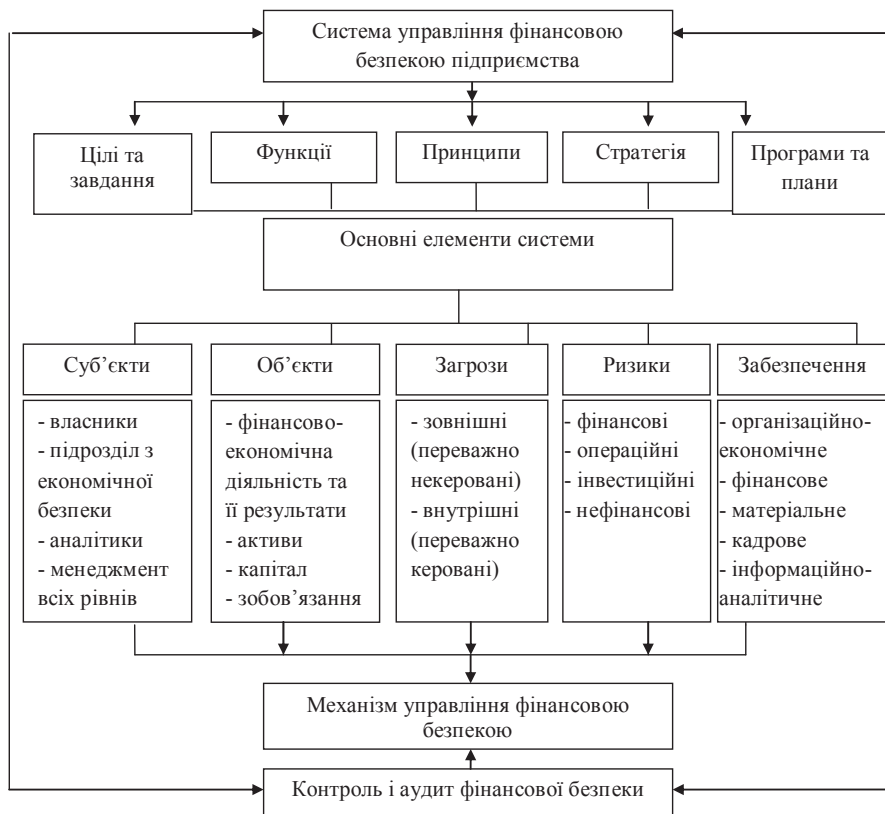 Система управління фінансовою
безпекою підприємства
Цілі та
завдання
Функції
Принципи
Стратегія
Програми та
плани
Основні елементи системи
Суб’єкти
- власники
- підрозділ з
економічної
безпеки
- аналітики
- менеджмент
всіх рівнів
Об’єкти
- фінансово-
економічна
діяльність та
її результати
- активи
- капітал
- зобов’язання
Загрози
- зовнішні
(переважно
некеровані)
- внутрішні
(переважно
керовані)
Ризики
- фінансові
- операційні
- інвестиційні
- нефінансові
Забезпечення
- організаційно-
економічне
- фінансове
- матеріальне
- кадрове
- інформаційно-
аналітичне
Механізм управління фінансовою
безпекою
Контроль і аудит фінансової безпеки